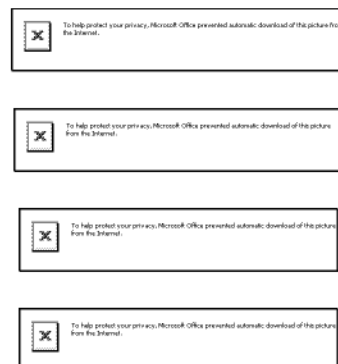 To help protect your privacy, Microsoft Office prevented automatic download of this picture fro
the Internet.
To help protect your privacy, Microsoft Office prevented automatic download of this picture
from the Internet.
To help protect your privacy, Microsoft Office prevented automatic download of this picture
from the Internet.
To help protect your privacy, Microsoft Office prevented automatic download of this picture
from the Internet.